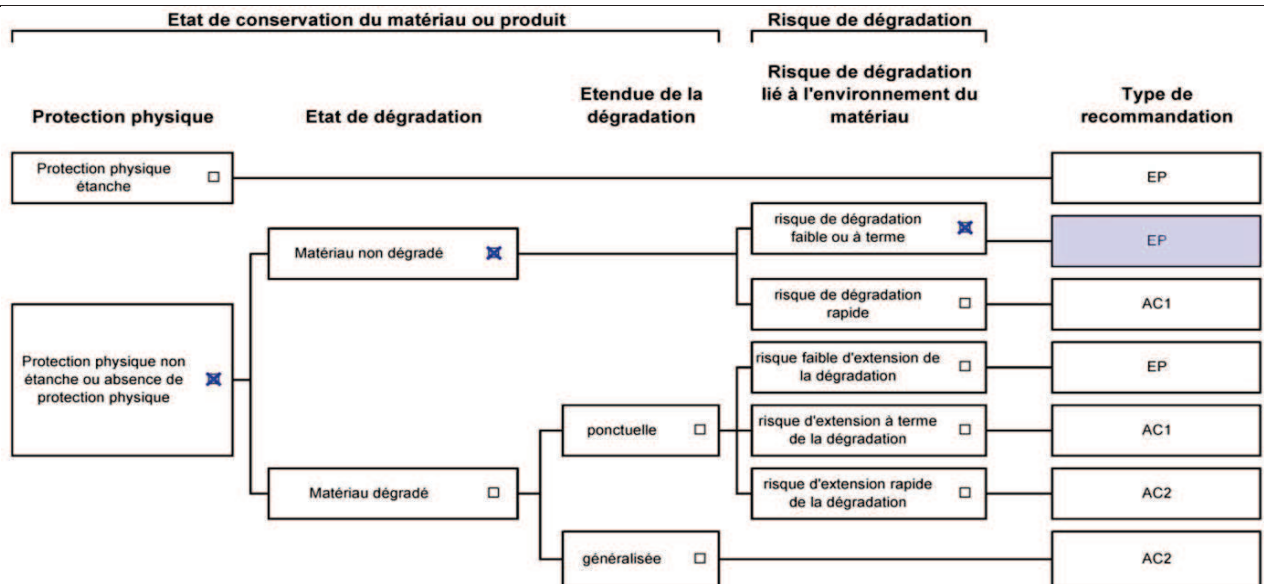 Etat de conservation du matériau ou produit
Risque de dégradation
Protection physique
Etat de dégradation
Etendue de la
dégradation
Risque de dégradation
lié à l'environnement du
matériau
Type de
recommandation
Protection physique
étanche
EP
risque de dégradation
faible ou à terme
EP
Matériau non dégradé
risque de dégradation
rapide
AC1
Protection physique non
étanche ou absence de
protection physique
risque faible d'extension de
la dégradation
EP
ponctuelle
risque d'extension à terme
de la dégradation
AC1
Matériau dégradé
risque d'extension rapide
de la dégradation
AC2
généralisée
AC2